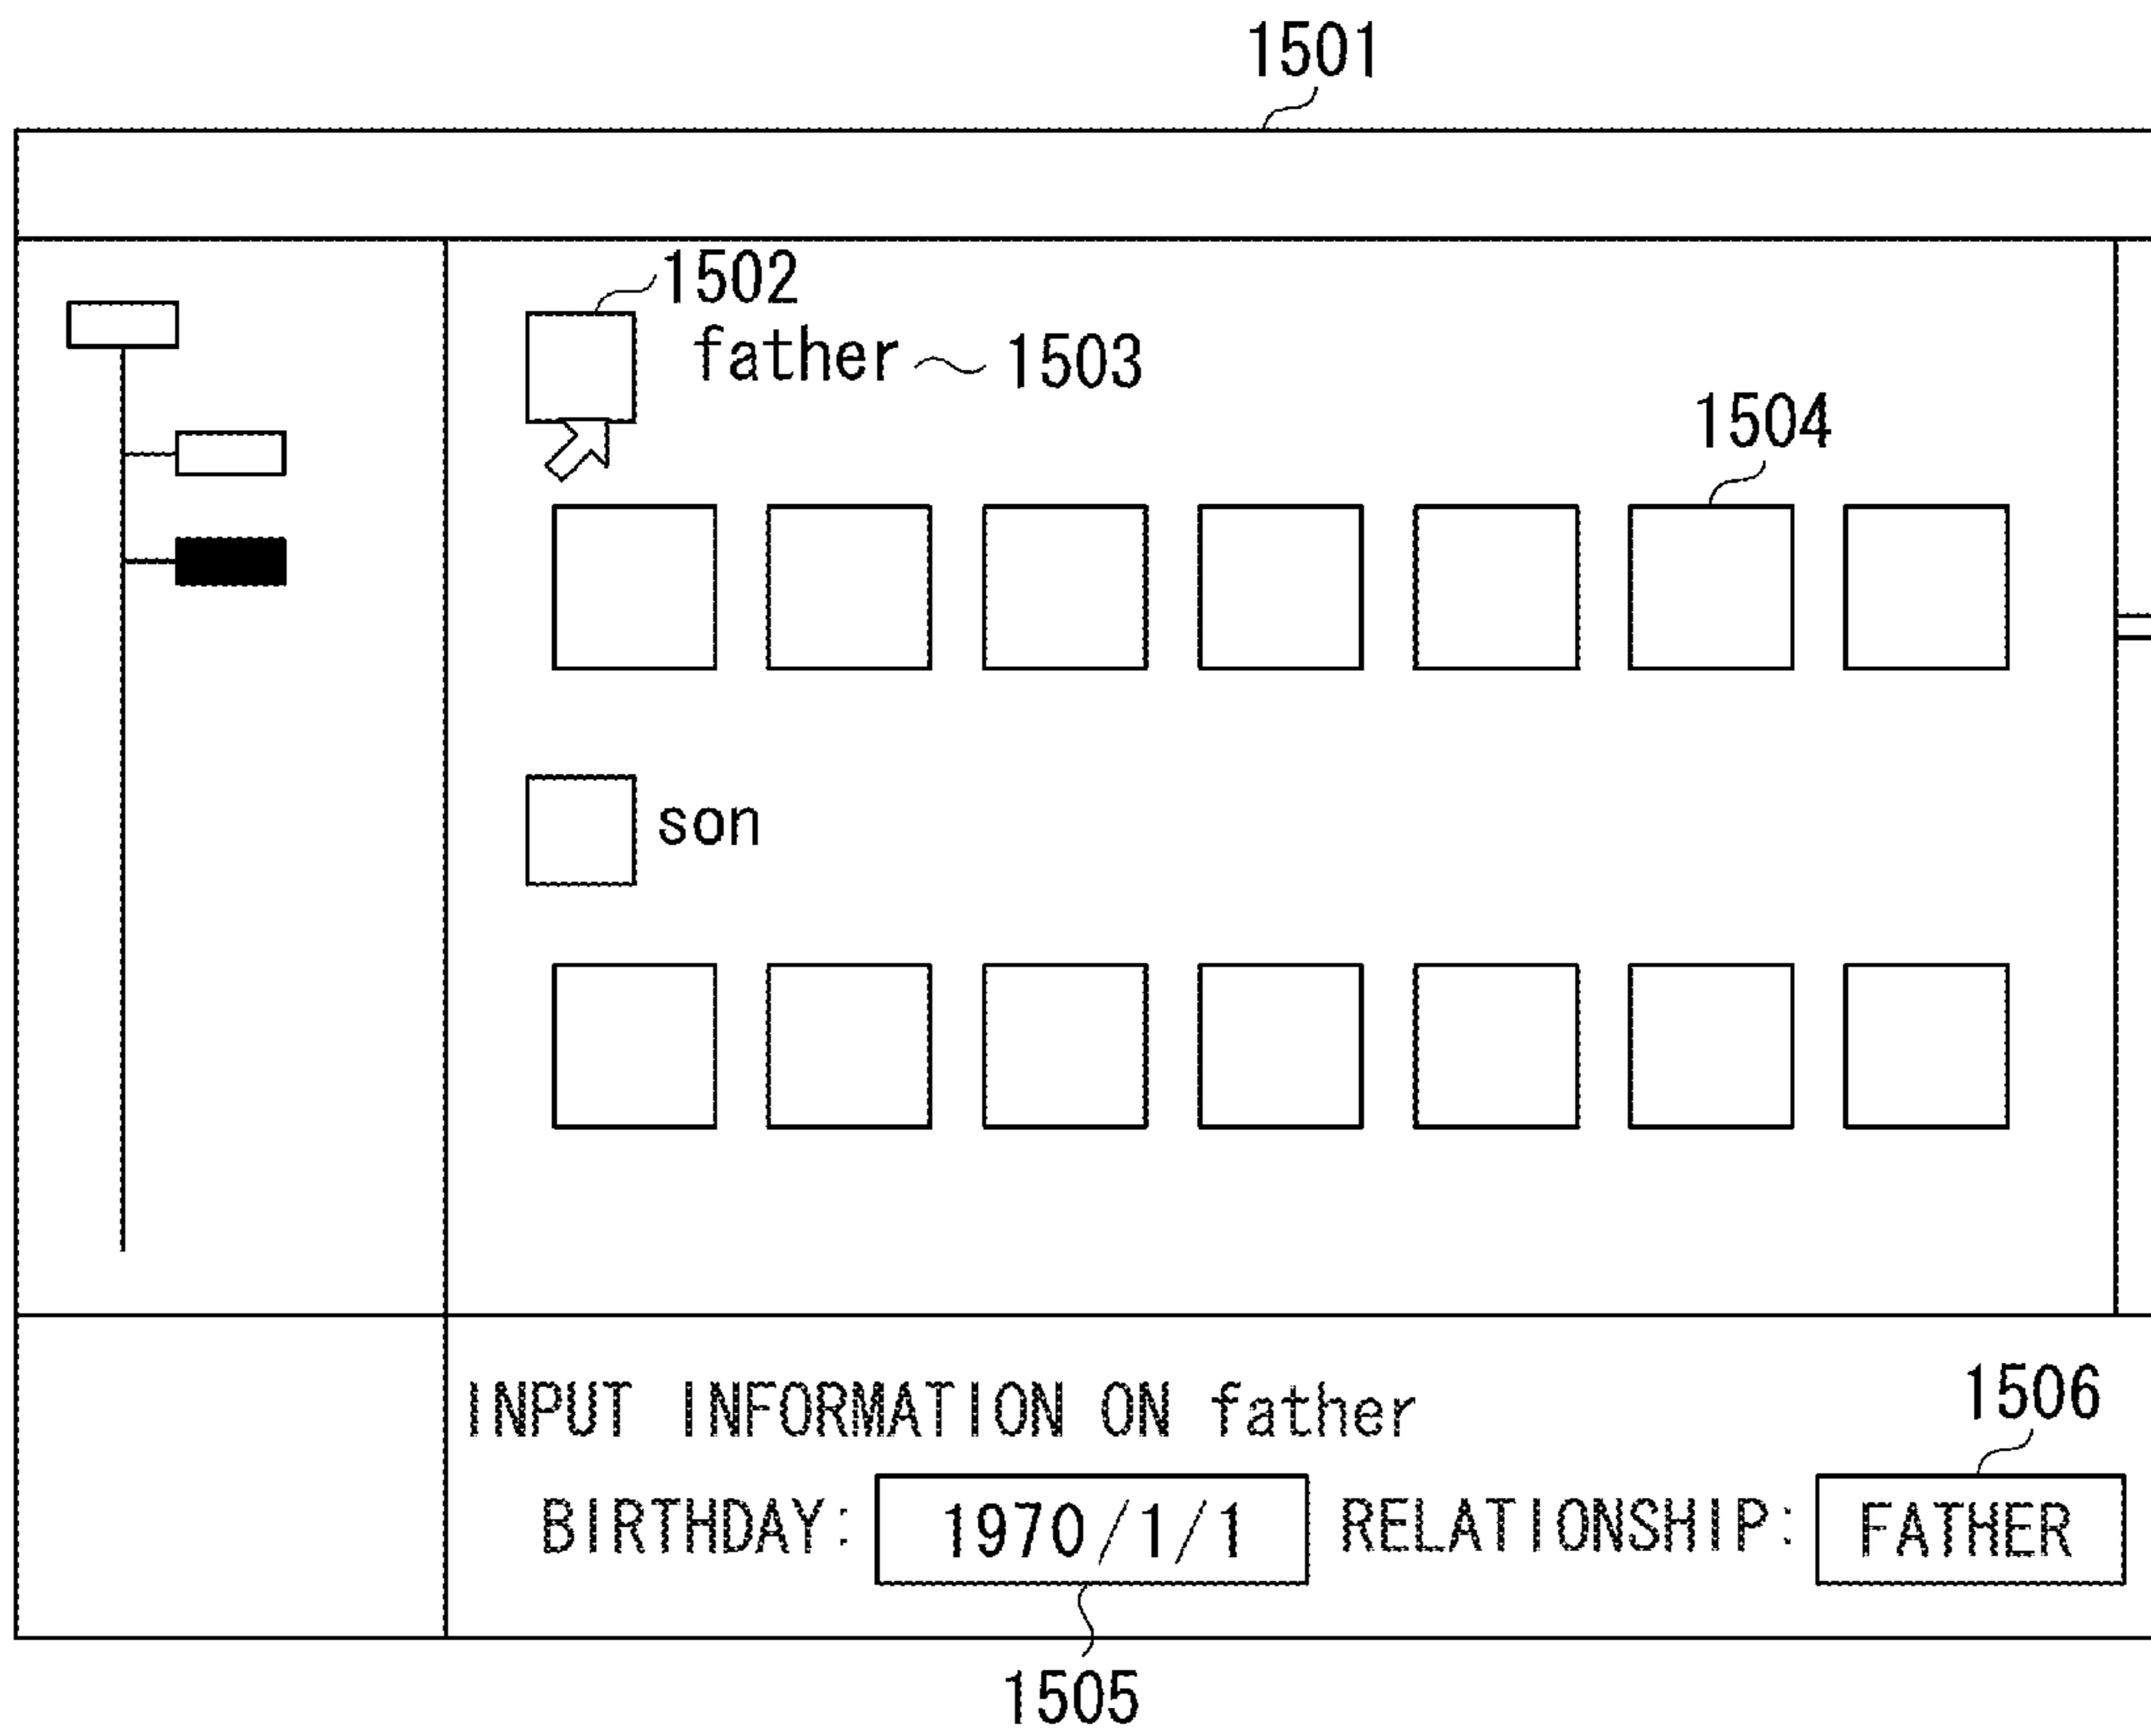 1501
1502
father 1503
1504
son
INPUT INFORMATION ON father
1506
BIRTHDAY: 1970/1/1 RELATIONSHIP: FATHER
1505